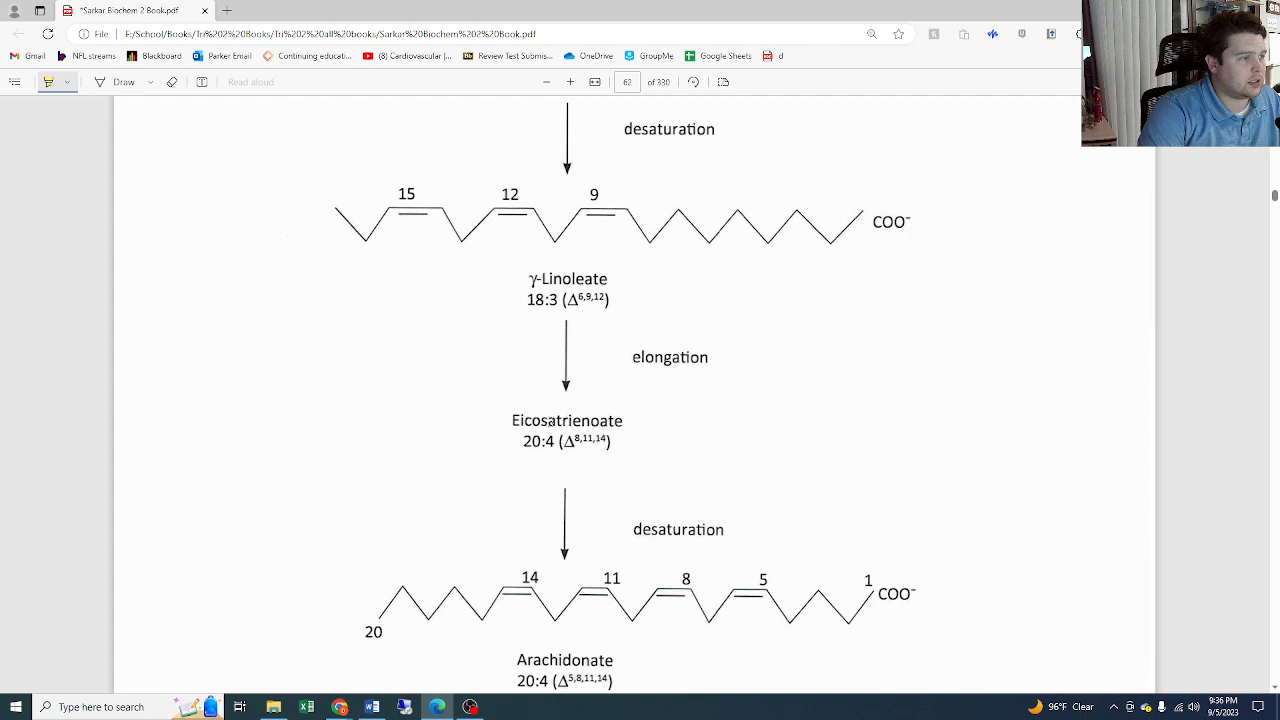 *Sarkar Biochem 2 Book.pdf
File
F:/School/Books/Tri%202%20Books/Tri%202%20all%20books/Sarkar%20Biochem%202%20Book.pdf
Gmail
NFL streams
Blackboard
Parker Email
Continuing educati...
(8) Cardiovascular |...
Review Test Submis...
OneDrive
GroupMe
Google Sheets
d
Draw
Read aloud
62 of 330
desaturation
15 12 9
COO⁻
γ-Linoleate
18:3 (Δ6,9,12)
elongation
Eicosatrienoate
20:4 (Δ8,11,14)
desaturation
14 11 8 5 1
COO⁻
20
Arachidonate
20:4 (Δ5,8,11,14)
Type here to search
96°F Clear
9:36 PM
9/5/2023